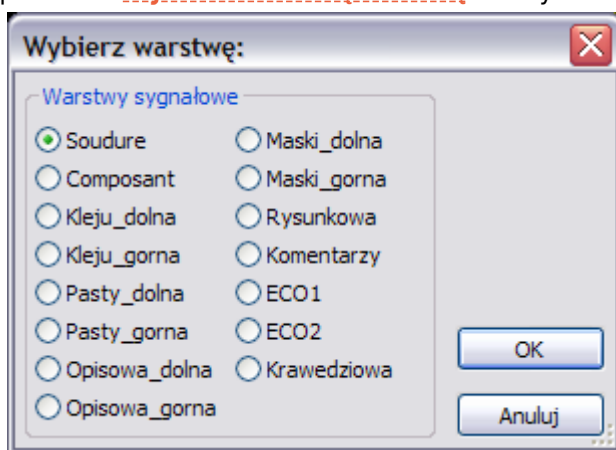 Wybierz warstwę:
Warstwy sygnałowe
Soudure
Composant
Kleju_dolna
Kleju_gorna
Pasty_dolna
Pasty_gorna
Opisowa_dolna
Opisowa_gorna
Maski_dolna
Maski_gorna
Rysunkowa
Komentarzy
ECO1
ECO2
Krawedziowa
OK
Anuluj